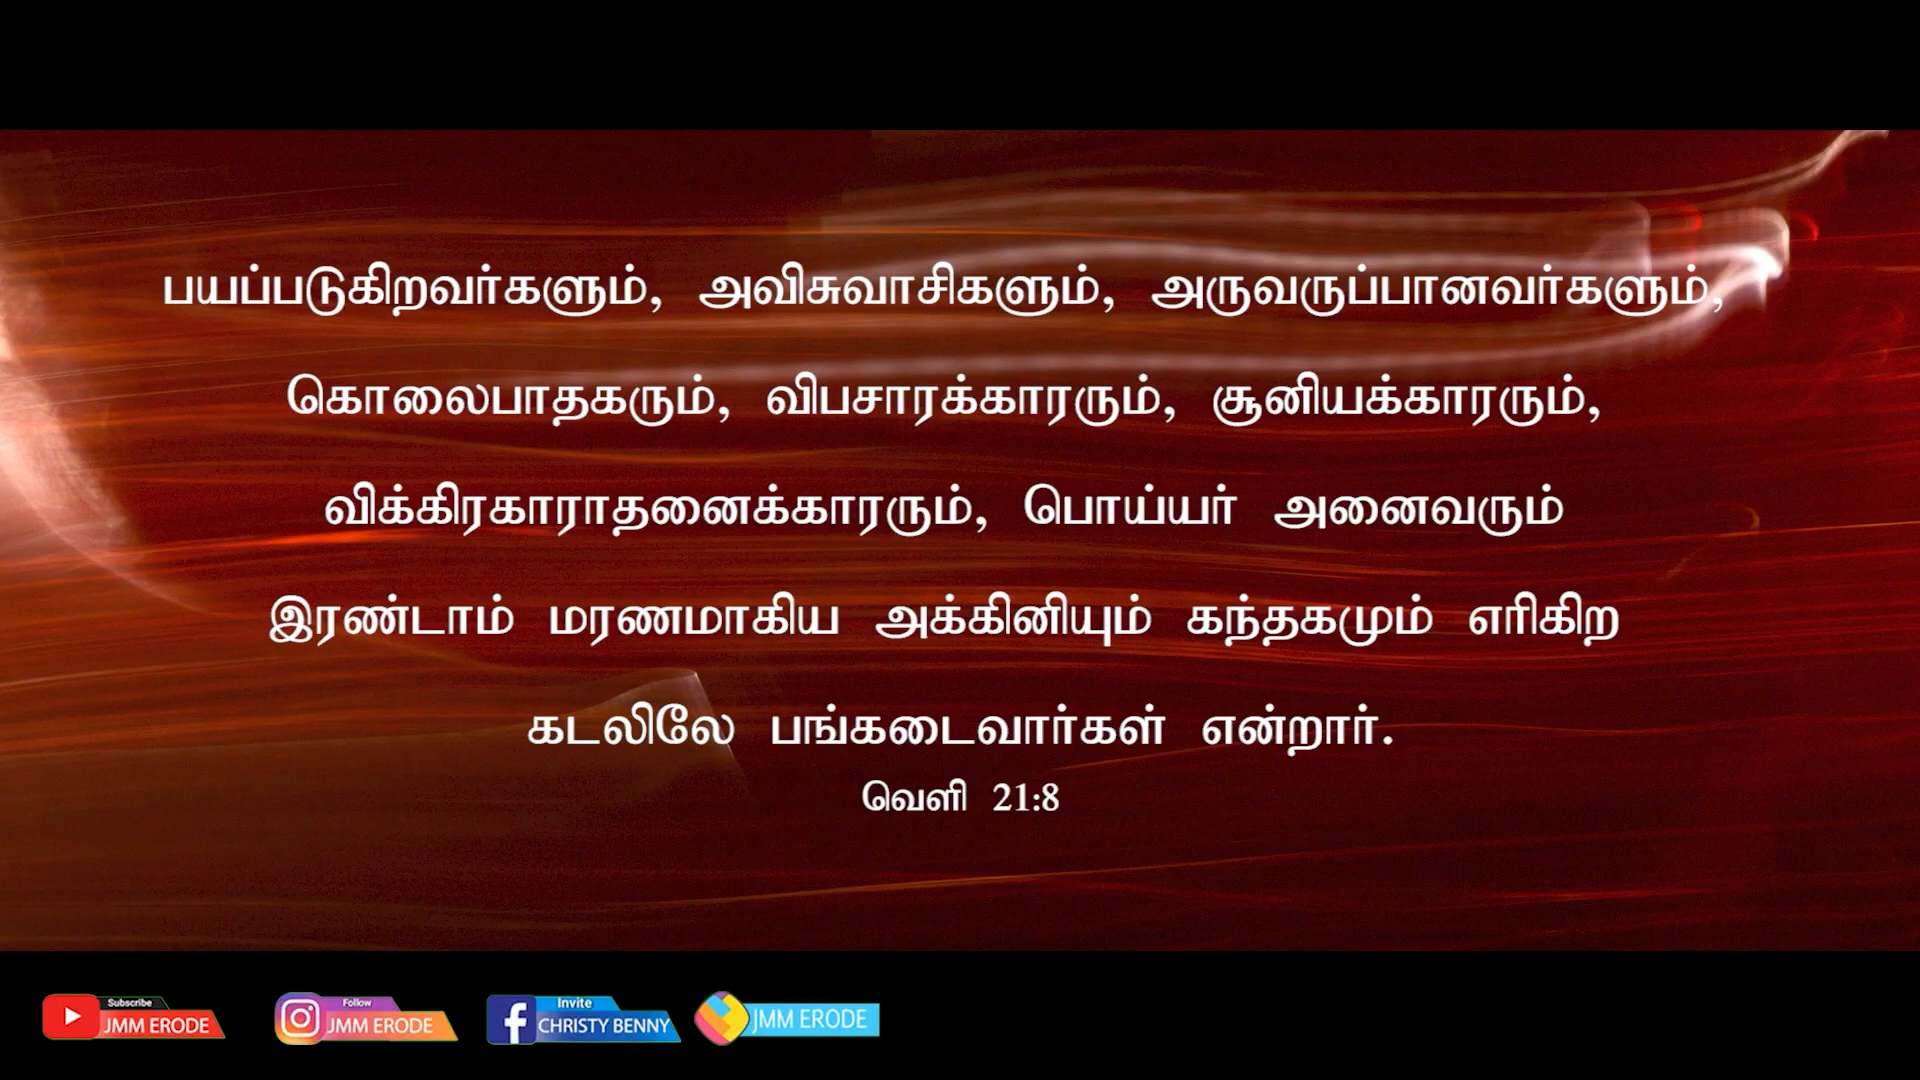 பயப்படுகிறவர்களும், அவிசுவாசிகளும், அருவருப்பானவர்களும்,
கொலைபாதகரும், விபசாரக்காரரும், சூனியக்காரரும்,
விக்கிரகாராதனைக்காரரும், பொய்யர் அனைவரும்
இரண்டாம் மரணமாகிய அக்கினியும் கந்தகமும் எரிகிற
கடலிலே பங்கடைவார்கள் என்றார்.
வெளி 21:8
Subscribe
JMM ERODE
Follow
JMM ERODE
Invite
CHRISTY BENNY
JMM ERODE